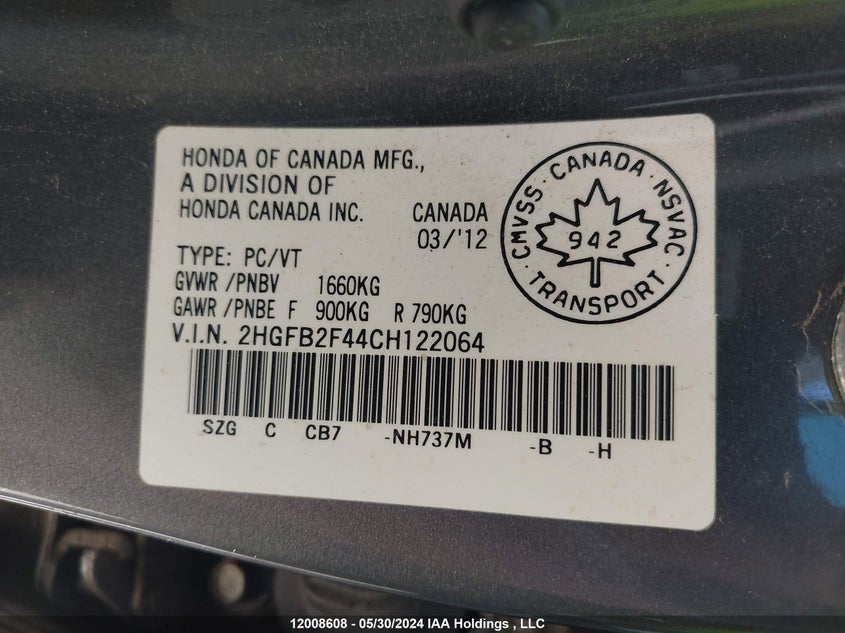 HONDA OF CANADA MFG.,
A DIVISION OF
HONDA CANADA INC. CANADA
03/'12
TYPE: PC/VT
GVWR /PNBV 1660KG
GAWR /PNBE F 900KG R 790KG
V.I.N. 2HGFB2F44CH122064
SZG C CB7 -NH737M -B -H
CMVSS · CANADA · NSVAC
942
· TRANSPORT ·
12008608 - 05/30/2024 IAA Holdings , LLC